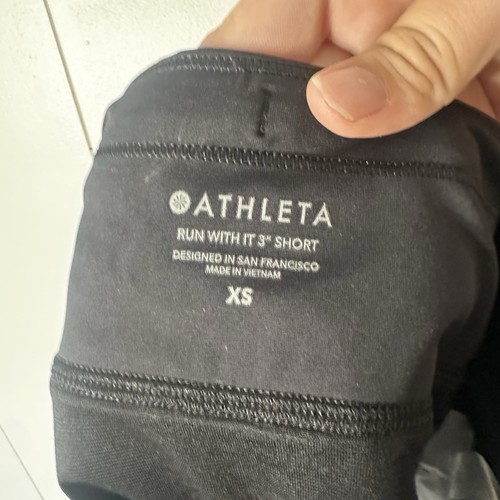 ATHLETA
RUN WITH IT 3" SHORT
DESIGNED IN SAN FRANCISCO
MADE IN VIETNAM
XS